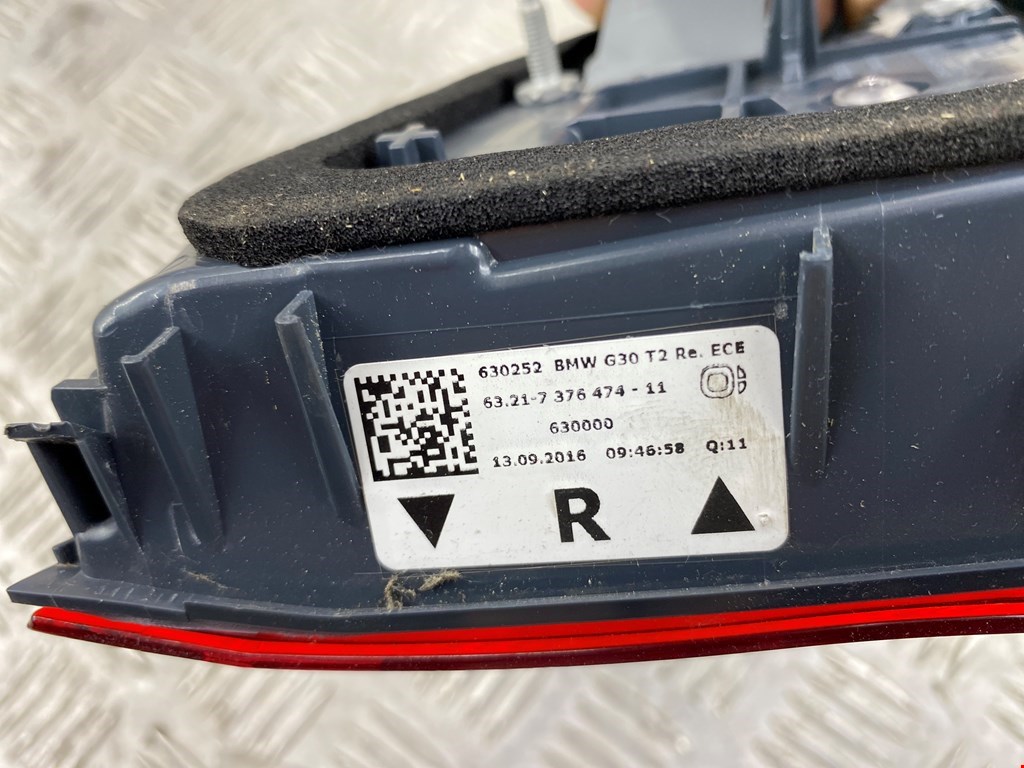 630252 BMW G30 T2 Re. ECE
63.21-7 376 474 - 11
630000
13.09.2016 09:46:58 Q:11
R